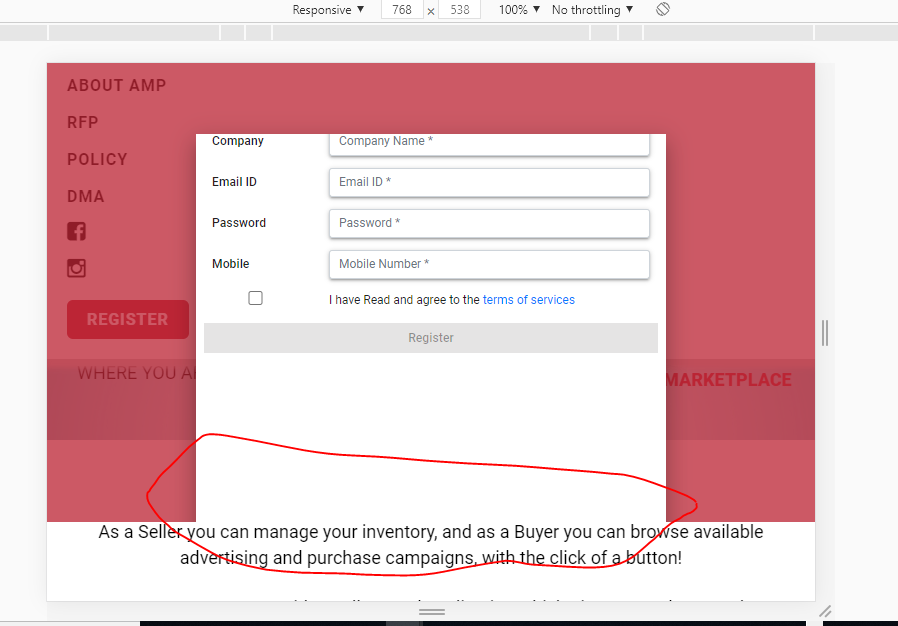 Responsive ▼ 768 × 538 100% ▼ No throttling ▼
ABOUT AMP
RFP
POLICY
DMA
REGISTER
Company Company Name *
Email ID Email ID *
Password Password *
Mobile Mobile Number *
I have Read and agree to the terms of services
Register
WHERE YOU
MARKETPLACE
As a Seller you can manage your inventory, and as a Buyer you can browse available
advertising and purchase campaigns, with the click of a button!